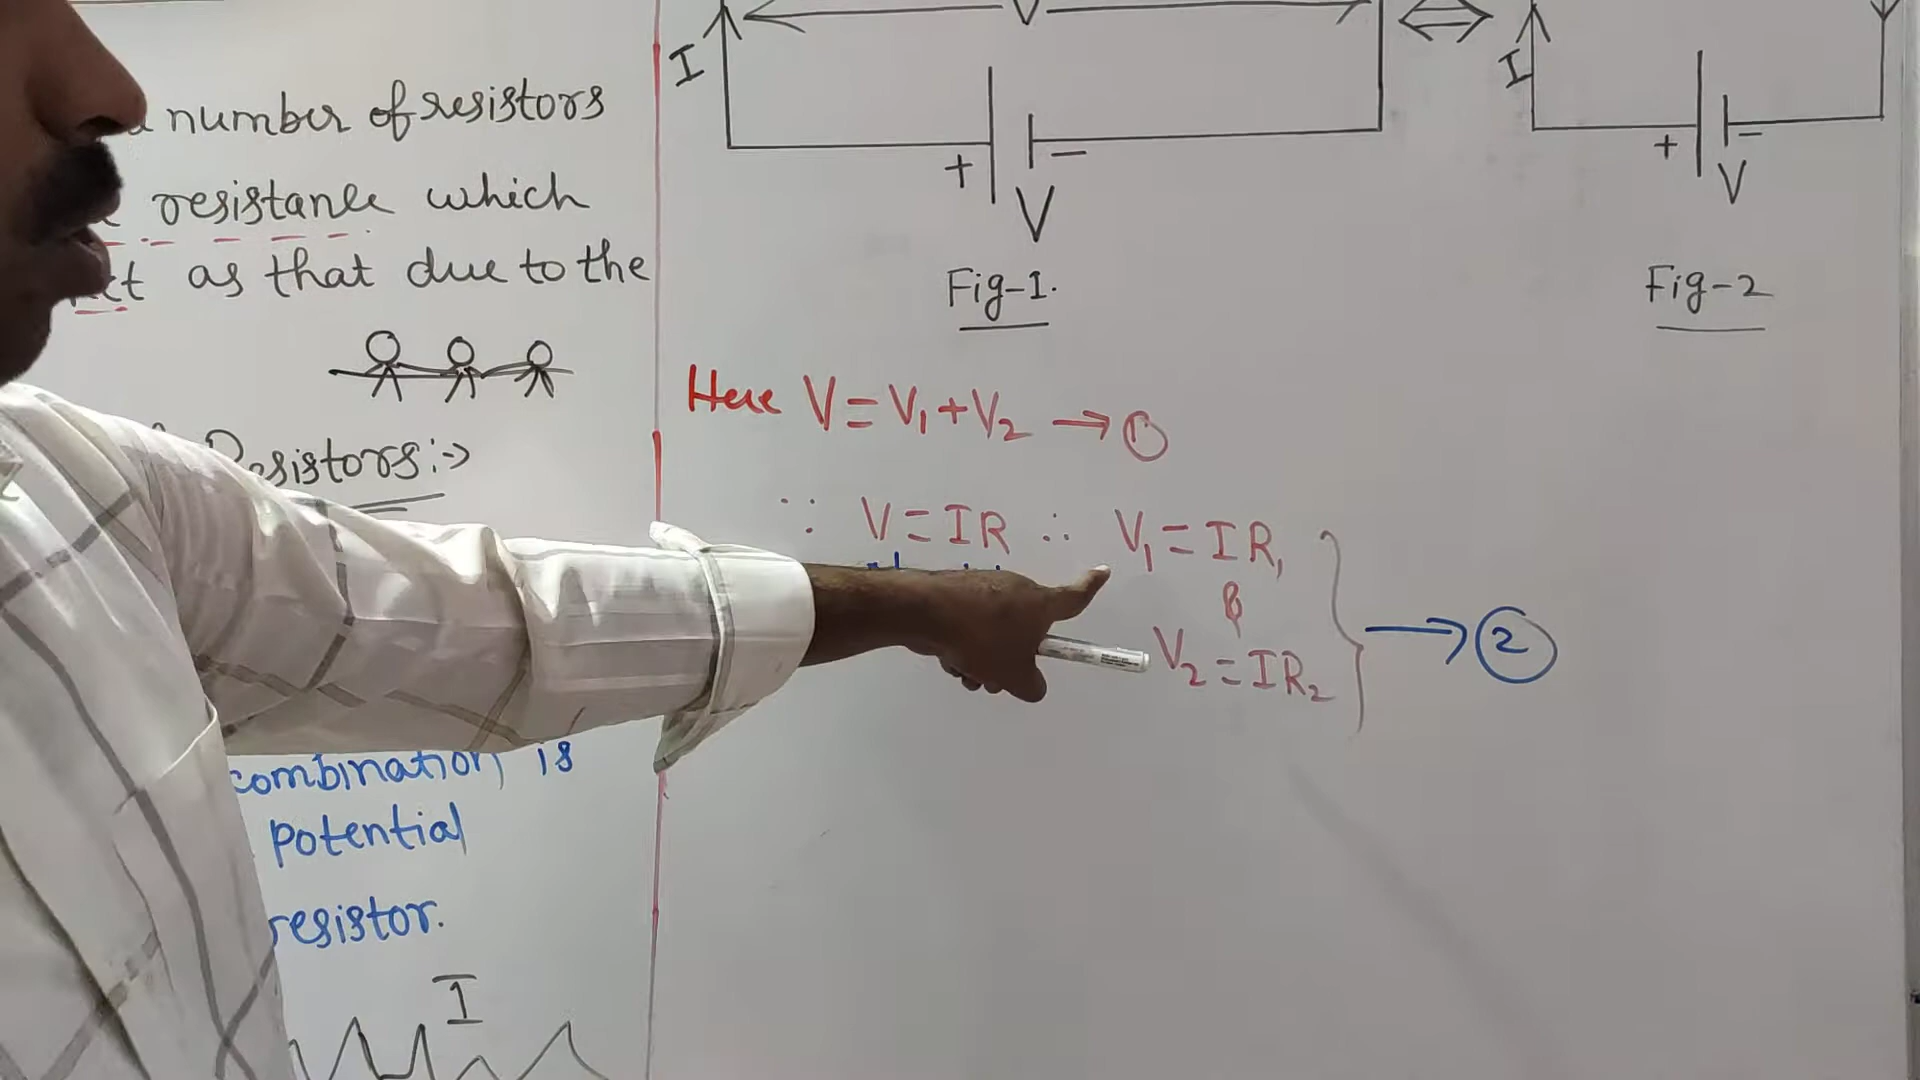 a number of resistors
resistance which
as that due to the
Resistors:->
combination is
potential
resistor.
I
V
I
+ -
V
Fig-1.
I
+ -
V
Fig-2
Here V=V₁+V₂ → ①
∵ V=IR ∴ V₁=IR₁
&
V₂=IR₂
→ ②